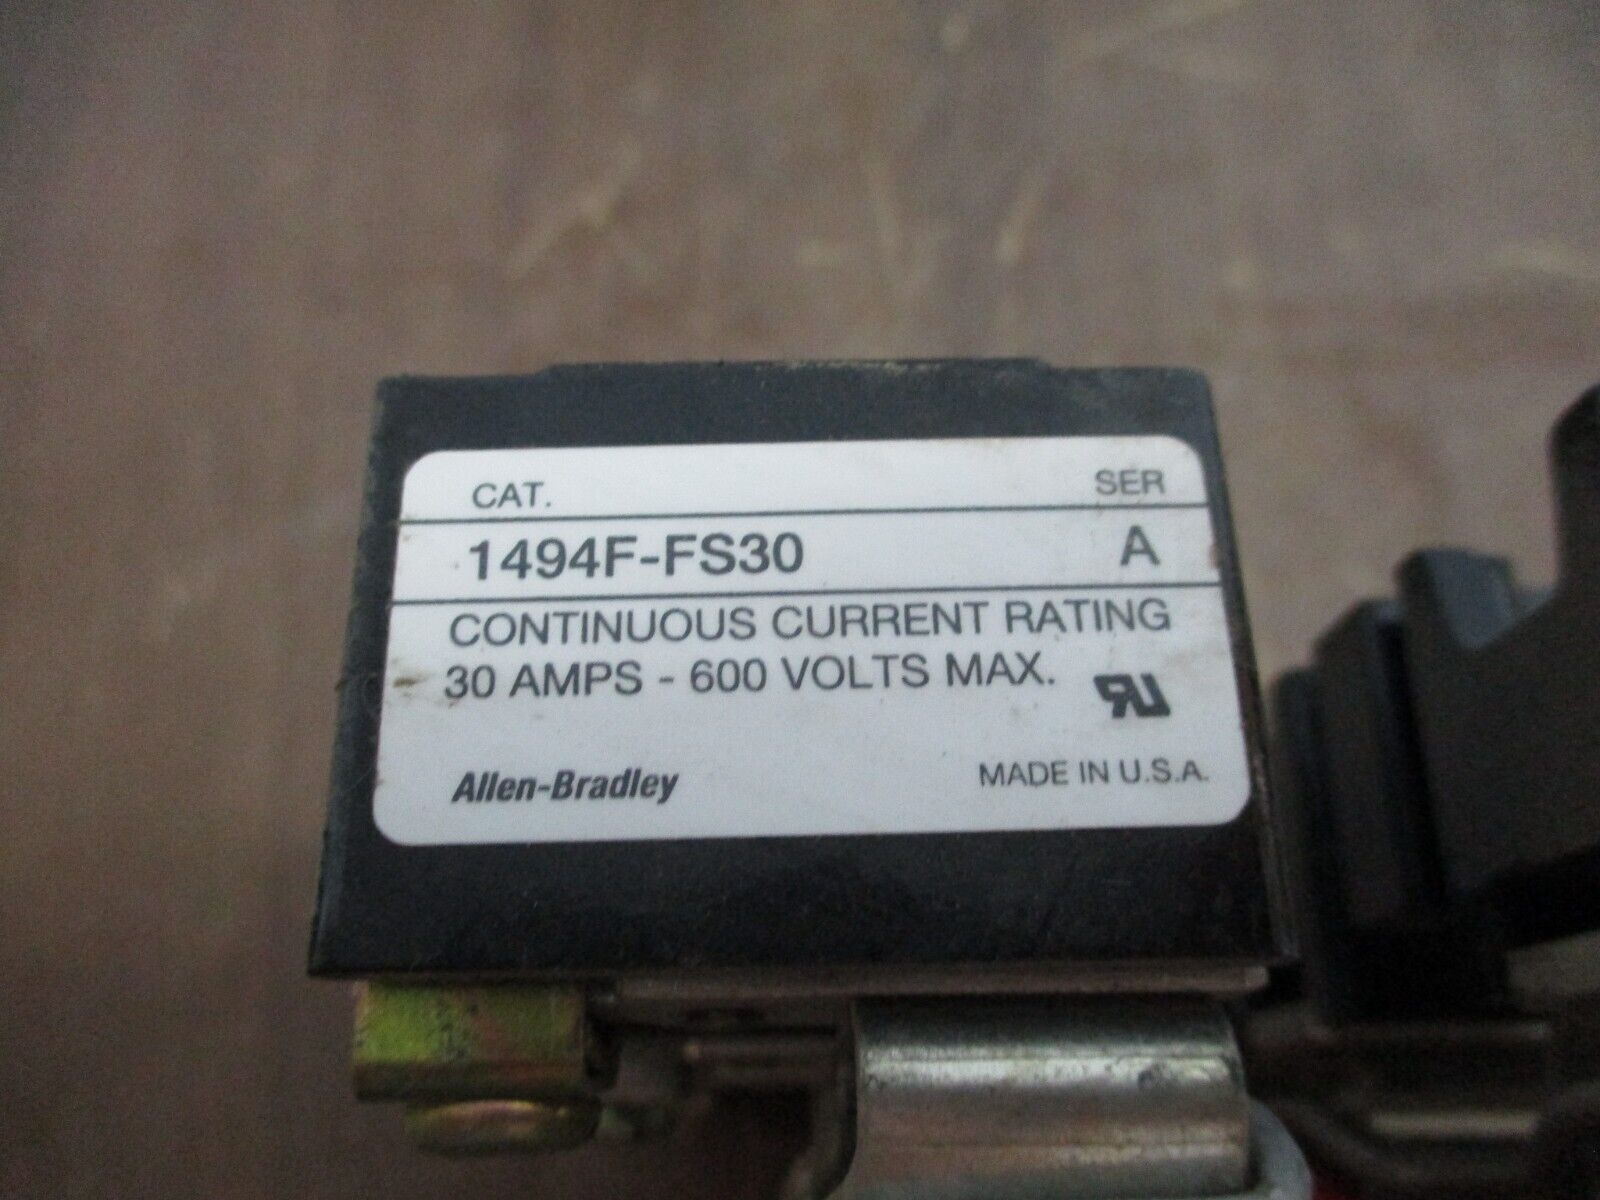 CAT. SER
1494F-FS30 A
CONTINUOUS CURRENT RATING
30 AMPS - 600 VOLTS MAX.
Allen-Bradley MADE IN U.S.A.